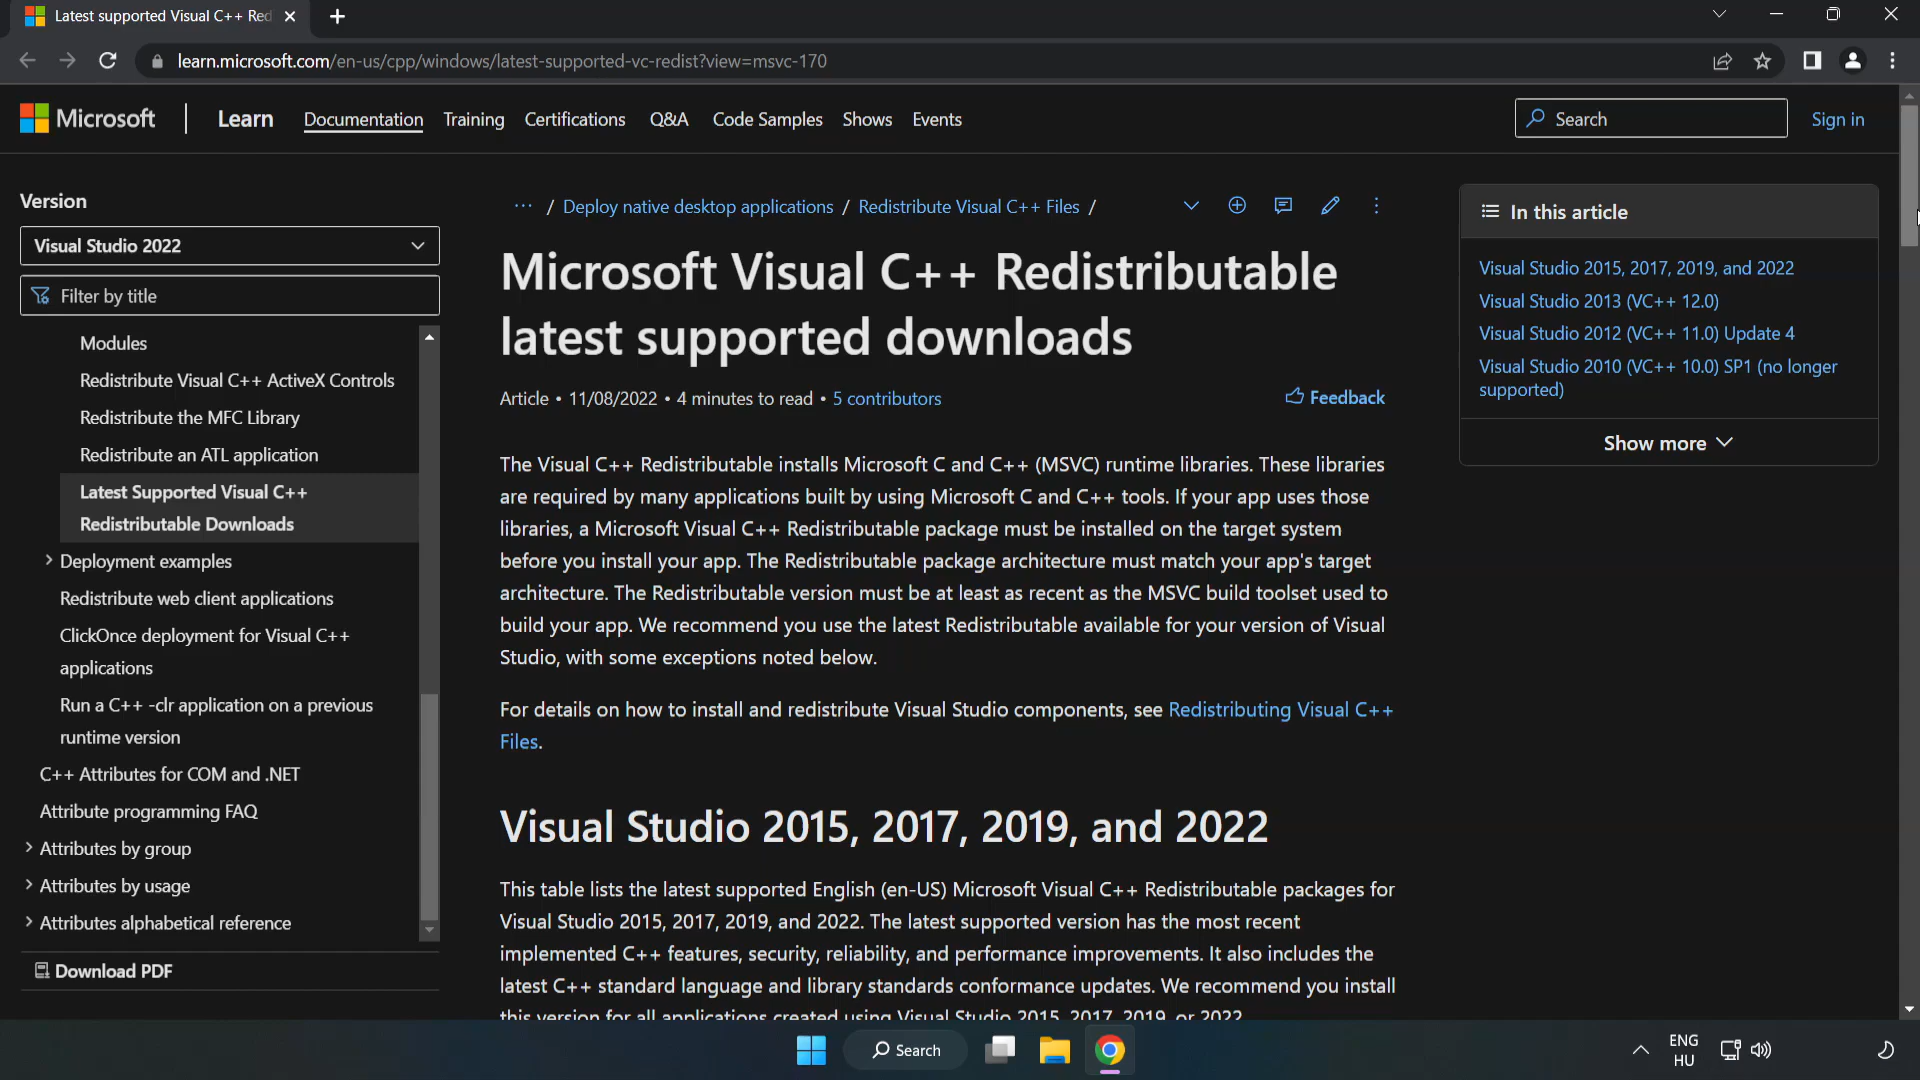 Latest supported Visual C++ Red
learn.microsoft.com/en-us/cpp/windows/latest-supported-vc-redist?view=msvc-170
Microsoft
Learn
Documentation
Training
Certifications
Q&A
Code Samples
Shows
Events
Search
Sign in
Version
Visual Studio 2022
Filter by title
Modules
Redistribute Visual C++ ActiveX Controls
Redistribute the MFC Library
Redistribute an ATL application
Latest Supported Visual C++
Redistributable Downloads
Deployment examples
Redistribute web client applications
ClickOnce deployment for Visual C++
applications
Run a C++ -clr application on a previous
runtime version
C++ Attributes for COM and .NET
Attribute programming FAQ
Attributes by group
Attributes by usage
Attributes alphabetical reference
Download PDF
··· / Deploy native desktop applications / Redistribute Visual C++ Files /
Microsoft Visual C++ Redistributable
latest supported downloads
Article • 11/08/2022 • 4 minutes to read • 5 contributors
Feedback
The Visual C++ Redistributable installs Microsoft C and C++ (MSVC) runtime libraries. These libraries
are required by many applications built by using Microsoft C and C++ tools. If your app uses those
libraries, a Microsoft Visual C++ Redistributable package must be installed on the target system
before you install your app. The Redistributable package architecture must match your app's target
architecture. The Redistributable version must be at least as recent as the MSVC build toolset used to
build your app. We recommend you use the latest Redistributable available for your version of Visual
Studio, with some exceptions noted below.
For details on how to install and redistribute Visual Studio components, see Redistributing Visual C++
Files.
Visual Studio 2015, 2017, 2019, and 2022
This table lists the latest supported English (en-US) Microsoft Visual C++ Redistributable packages for
Visual Studio 2015, 2017, 2019, and 2022. The latest supported version has the most recent
implemented C++ features, security, reliability, and performance improvements. It also includes the
latest C++ standard language and library standards conformance updates. We recommend you install
this version for all applications created using Visual Studio 2015, 2017, 2019, or 2022.
In this article
Visual Studio 2015, 2017, 2019, and 2022
Visual Studio 2013 (VC++ 12.0)
Visual Studio 2012 (VC++ 11.0) Update 4
Visual Studio 2010 (VC++ 10.0) SP1 (no longer
supported)
Show more
Search
ENG
HU